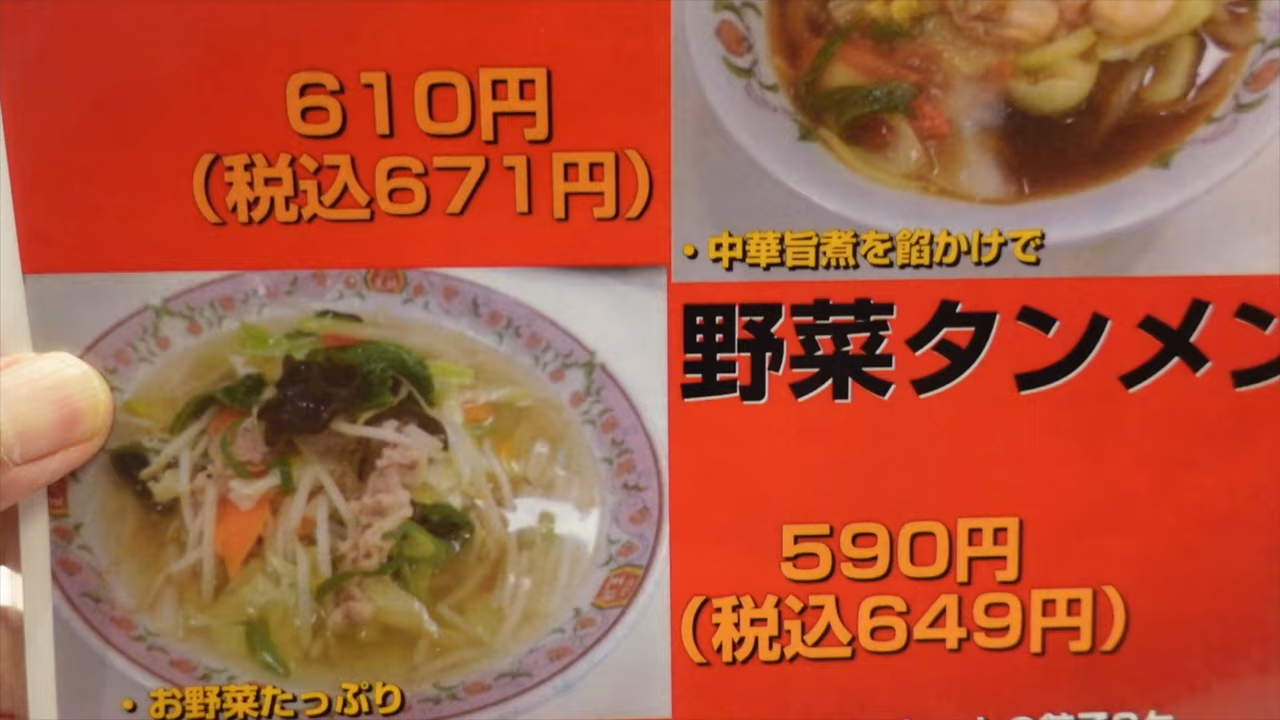 610円
（税込671円）
・中華旨煮を餡かけで
野菜タンメン
590円
（税込649円）
・お野菜たっぷり